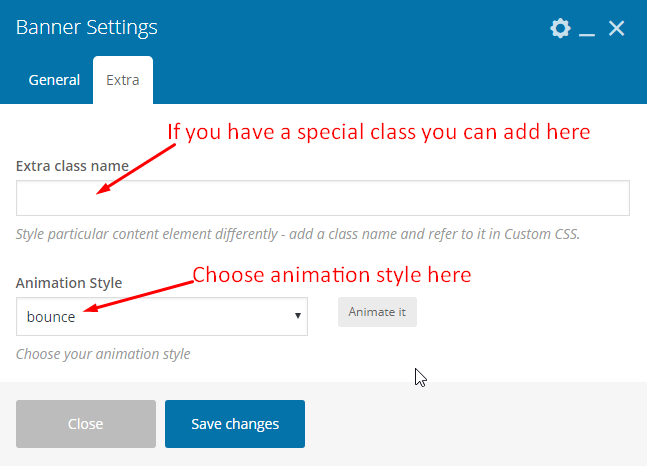 Banner Settings
General Extra
If you have a special class you can add here
Extra class name
Style particular content element differently - add a class name and refer to it in Custom CSS.
Choose animation style here
Animation Style
bounce
Animate it
Choose your animation style
Close Save changes